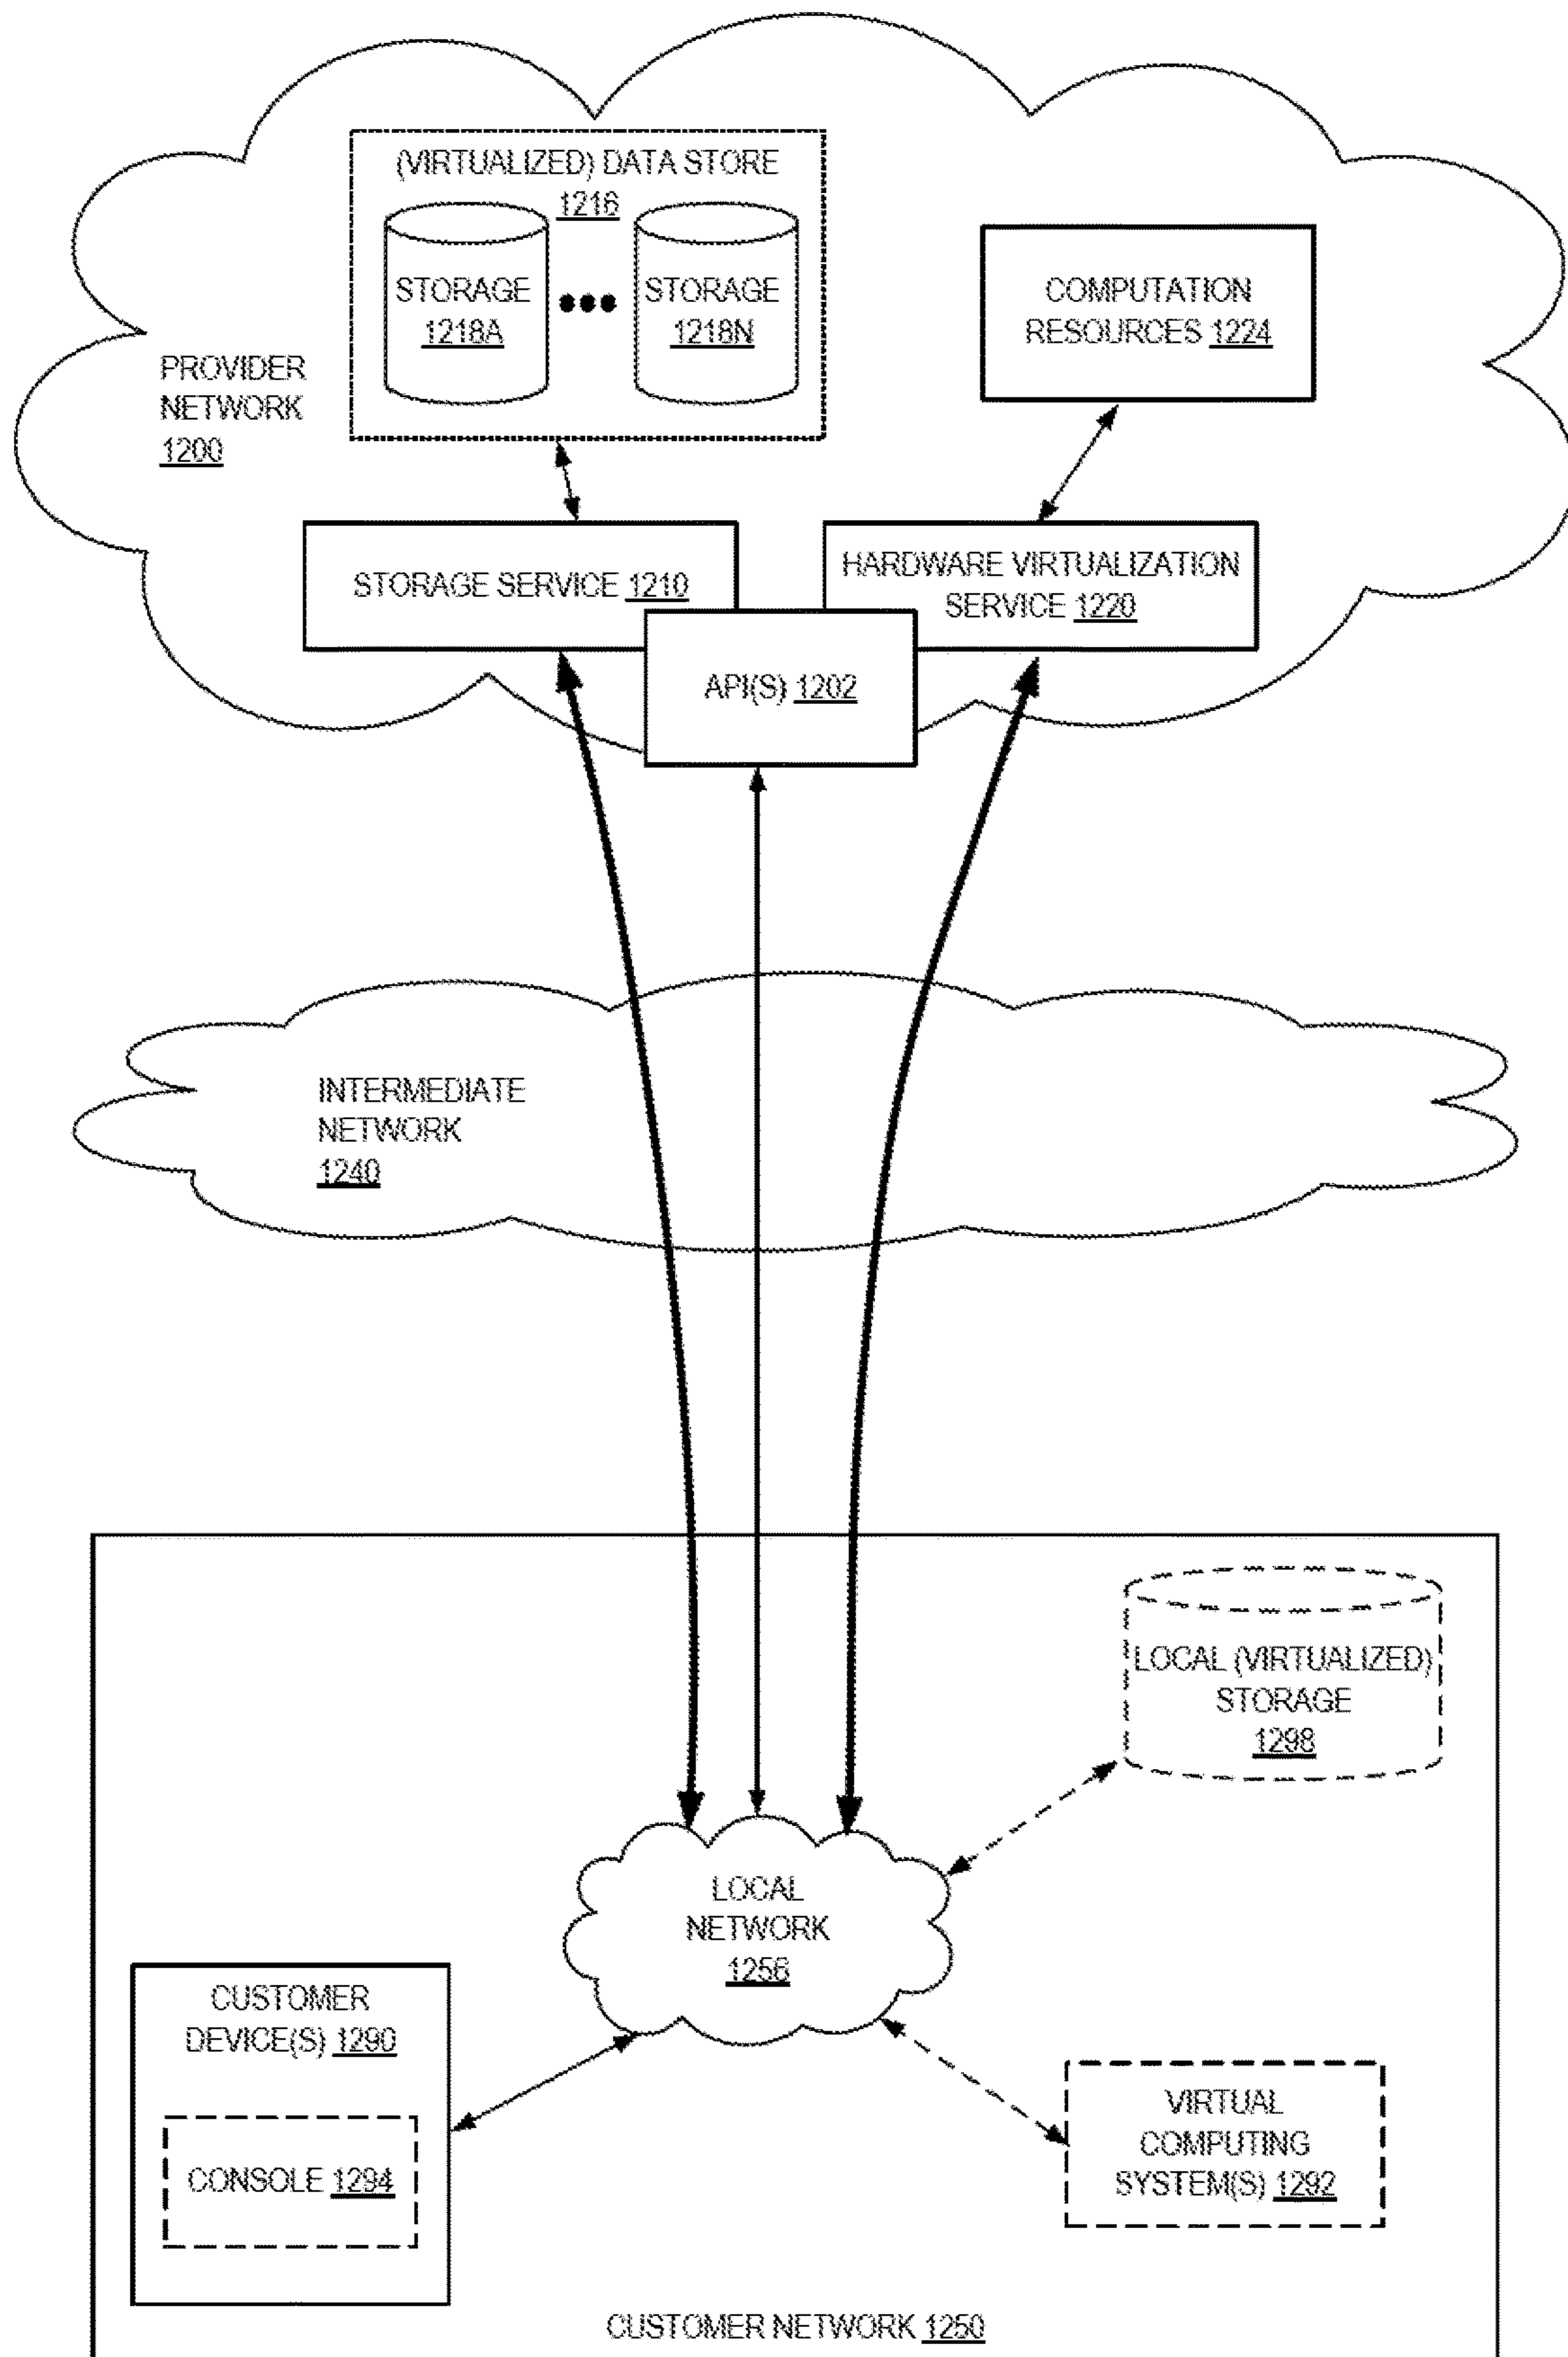 (VIRTUALIZED) DATA STORE
1216
STORAGE
1218A
STORAGE
1218N
COMPUTATION
RESOURCES 1224
PROVIDER
NETWORK
1200
STORAGE SERVICE 1210
HARDWARE VIRTUALIZATION
SERVICE 1220
API(S) 1202
INTERMEDIATE
NETWORK
1240
LOCAL (VIRTUALIZED)
STORAGE
1298
LOCAL
NETWORK
1256
CUSTOMER
DEVICE(S) 1290
CONSOLE 1294
VIRTUAL
COMPUTING
SYSTEM(S) 1292
CUSTOMER NETWORK 1250